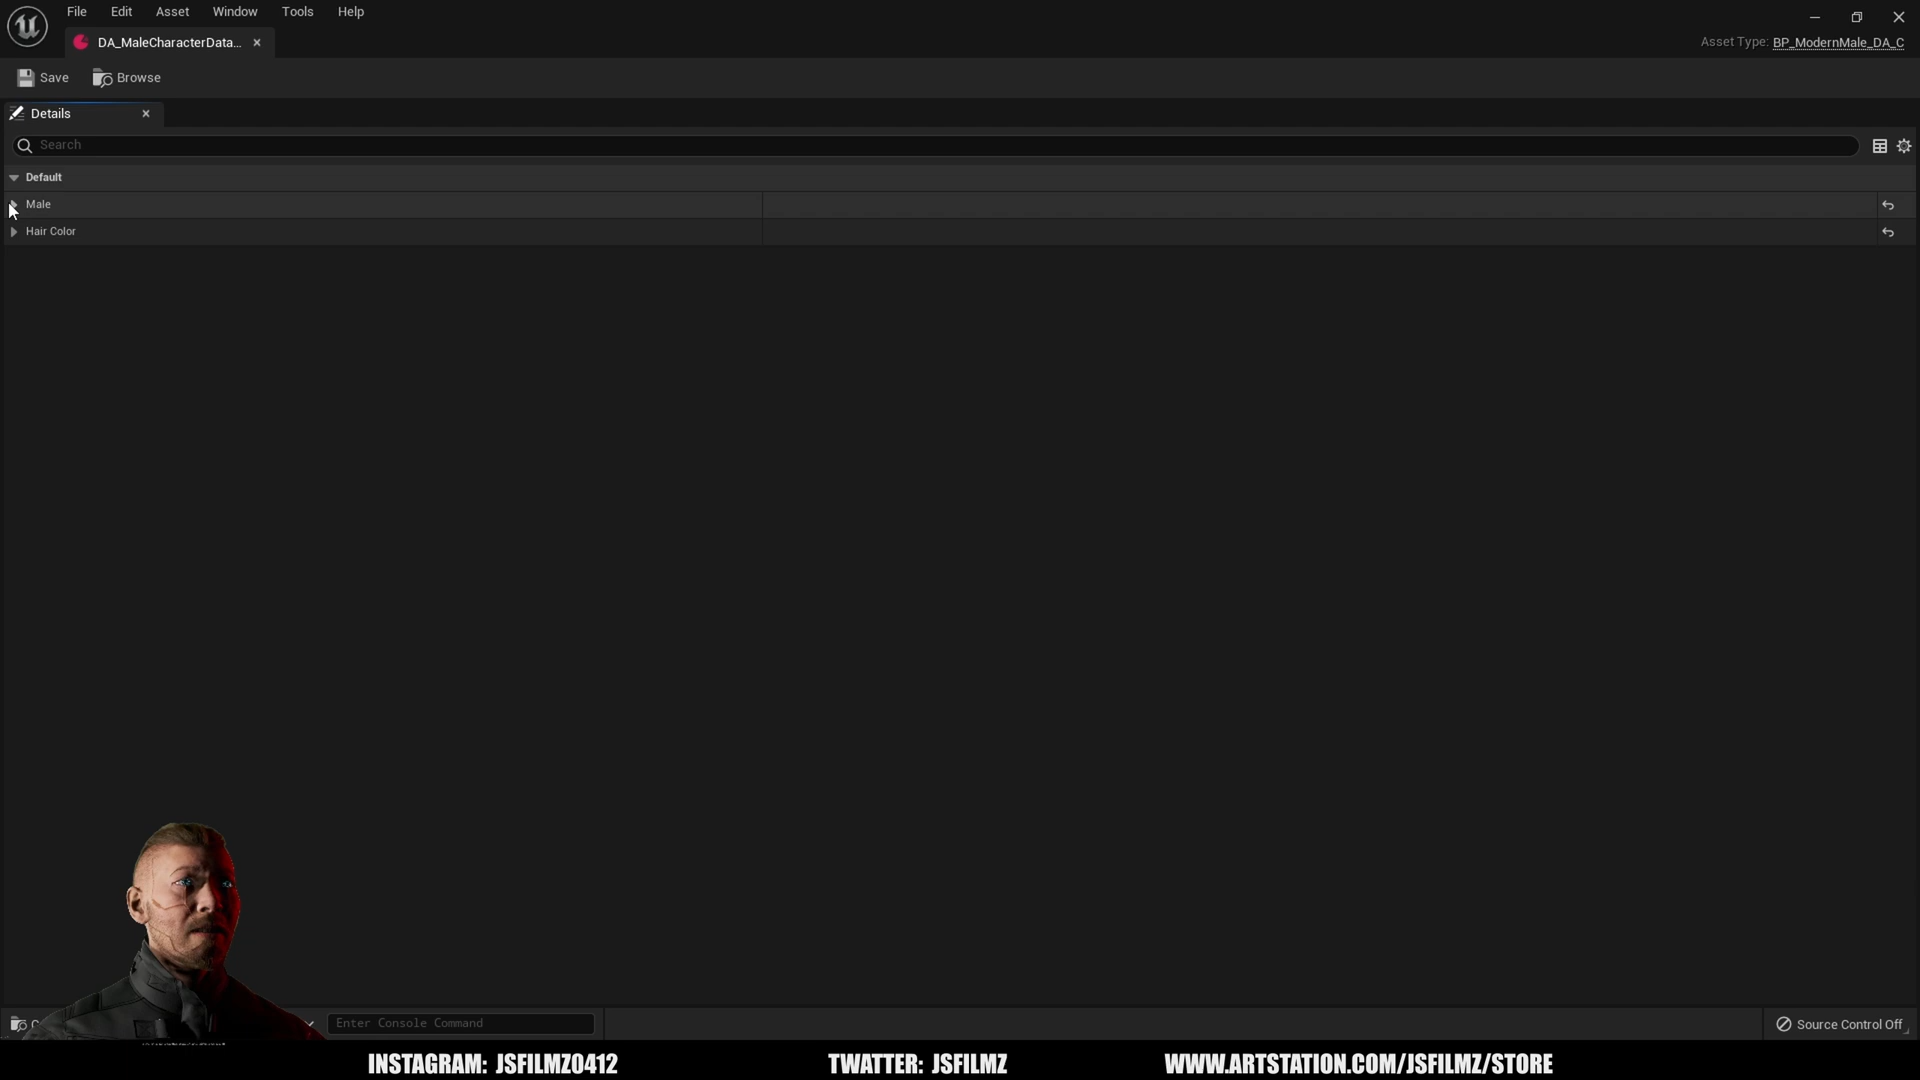 File Edit Asset Window Tools Help
DA_MaleCharacterData...
Asset Type: BP_ModernMale_DA_C
Save Browse
Details
Search
Default
Male
Hair Color
Enter Console Command
Source Control Off
INSTAGRAM: JSFILMZ0412 TWATTER: JSFILMZ WWW.ARTSTATION.COM/JSFILMZ/STORE